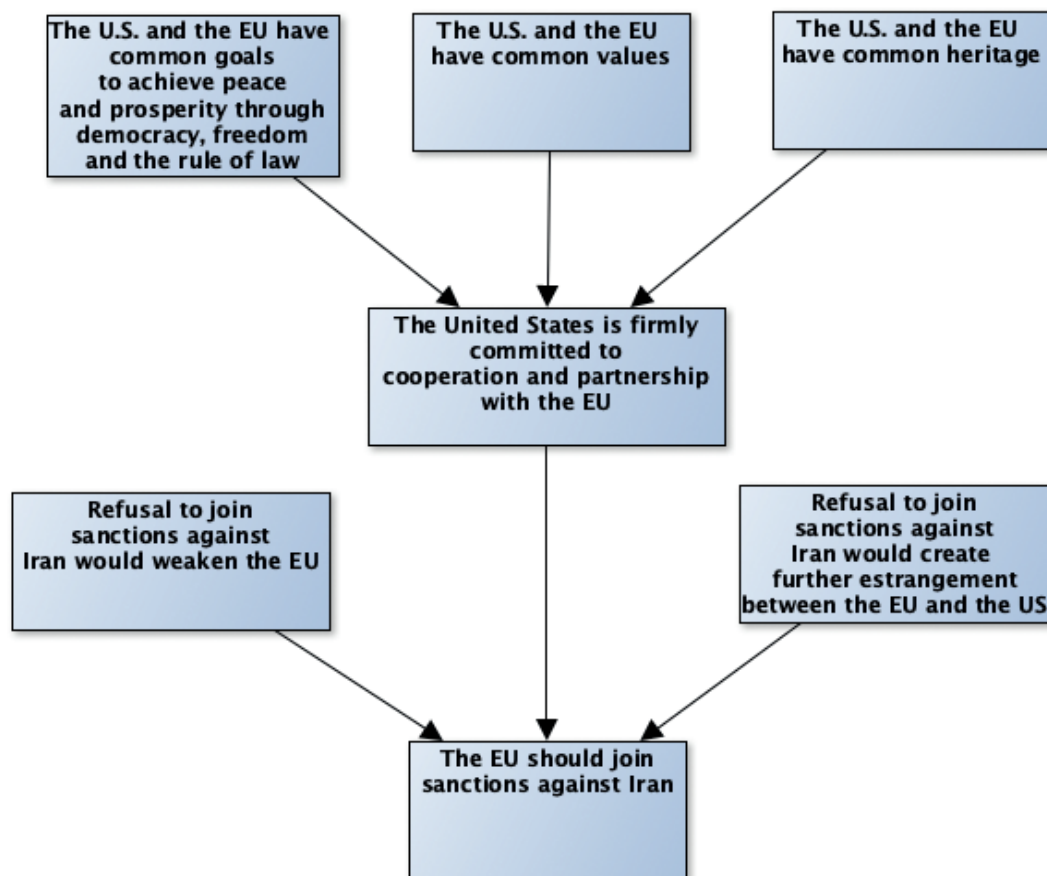 The U.S. and the EU have
common goals
to achieve peace
and prosperity through
democracy, freedom
and the rule of law
The U.S. and the EU
have common values
The U.S. and the EU
have common heritage
The United States is firmly
committed to
cooperation and partnership
with the EU
Refusal to join
sanctions against
Iran would weaken the EU
Refusal to join
sanctions against
Iran would create
further estrangement
between the EU and the US
The EU should join
sanctions against Iran